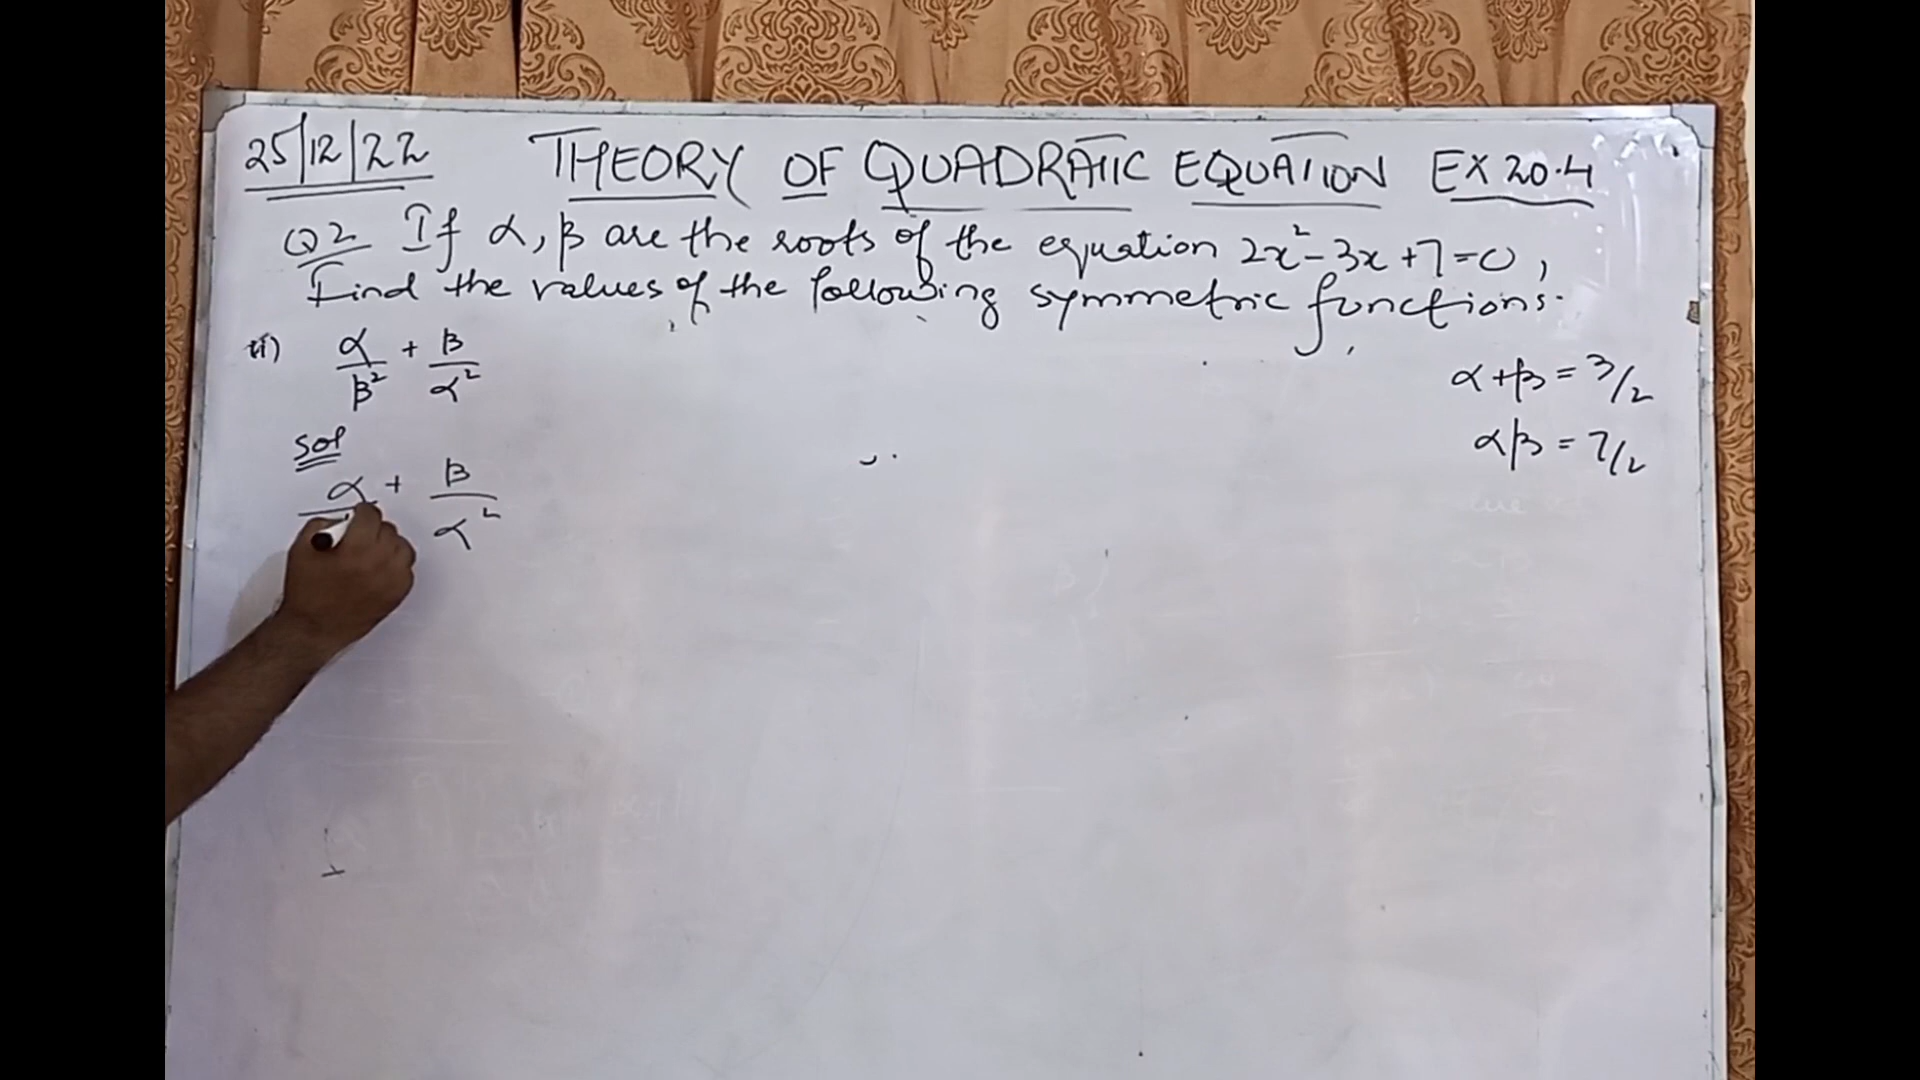 25/12/22 THEORY OF QUADRATIC EQUATION EX 20.4
Q2 If α, β are the roots of the equation 2x²-3x+7=0,
Find the values of the following symmetric functions.
ii) α/β² + β/α²
α+β = 3/2
αβ = 7/2
Sol
α + β/α²